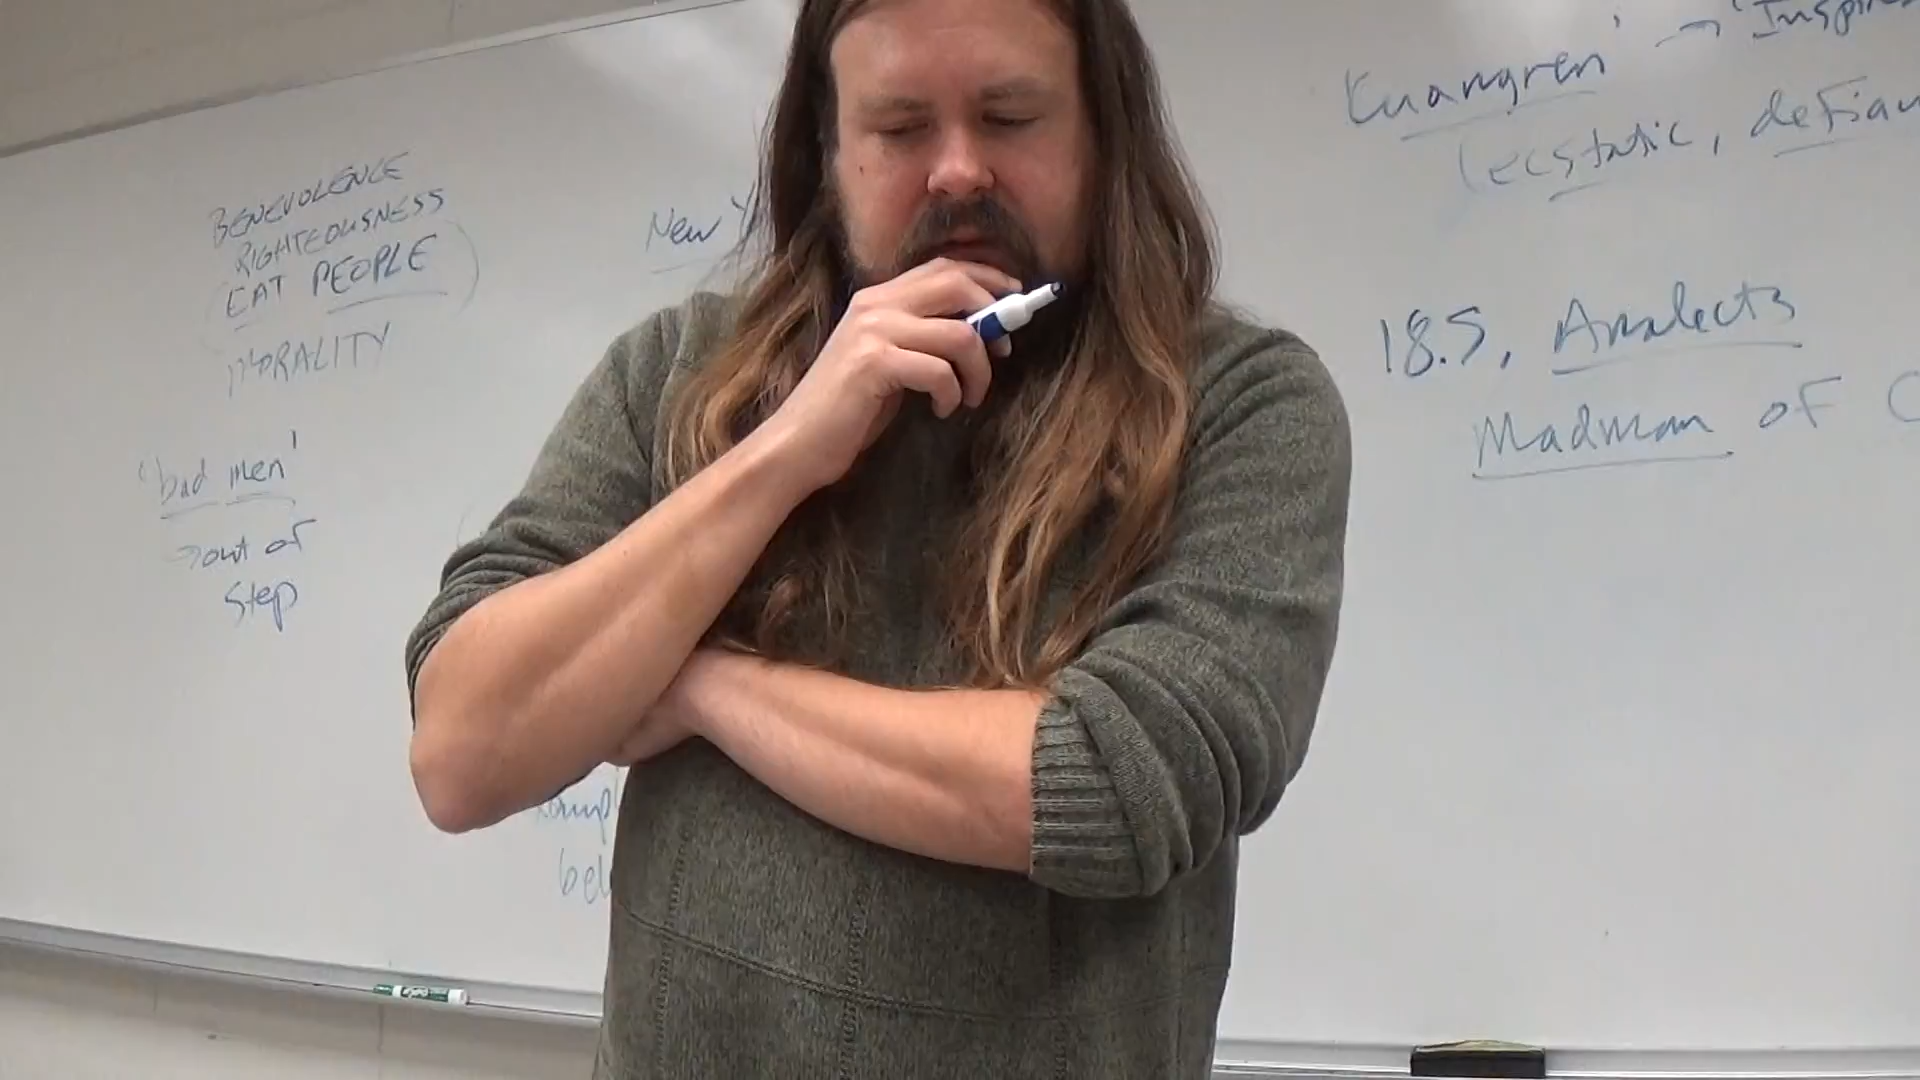 BENEVOLENCE
RIGHTEOUSNESS
(EAT PEOPLE)
MORALITY
'bad men'
→out of
step
New Y
Kuangren' → 'Inspir
(ecstatic, defian
18.5, Analects
Madman of C
bel